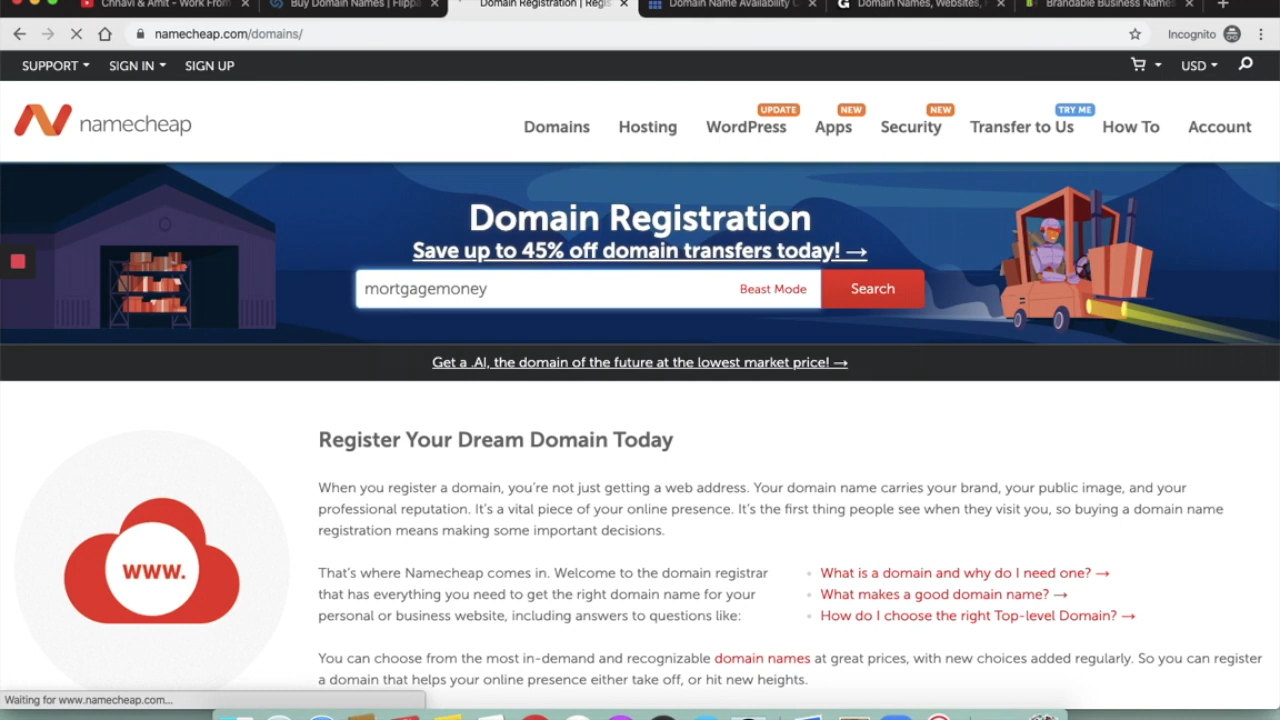 Chhavi & Amit - Work From
Buy Domain Names | Flippa
Domain Registration | Regis
Domain Name Availability C
Domain Names, Websites, H
Brandable Business Names
namecheap.com/domains/
Incognito
SUPPORT SIGN IN SIGN UP
USD
namecheap
UPDATE NEW NEW TRY ME
Domains Hosting WordPress Apps Security Transfer to Us How To Account
Domain Registration
Save up to 45% off domain transfers today! →
mortgagemoney Beast Mode Search
Get a .AI, the domain of the future at the lowest market price! →
Register Your Dream Domain Today
When you register a domain, you're not just getting a web address. Your domain name carries your brand, your public image, and your
professional reputation. It's a vital piece of your online presence. It's the first thing people see when they visit you, so buying a domain name
registration means making some important decisions.
That's where Namecheap comes in. Welcome to the domain registrar
that has everything you need to get the right domain name for your
personal or business website, including answers to questions like:
What is a domain and why do I need one? →
What makes a good domain name? →
How do I choose the right Top-level Domain? →
You can choose from the most in-demand and recognizable domain names at great prices, with new choices added regularly. So you can register
a domain that helps your online presence either take off, or hit new heights.
www.
Waiting for www.namecheap.com...